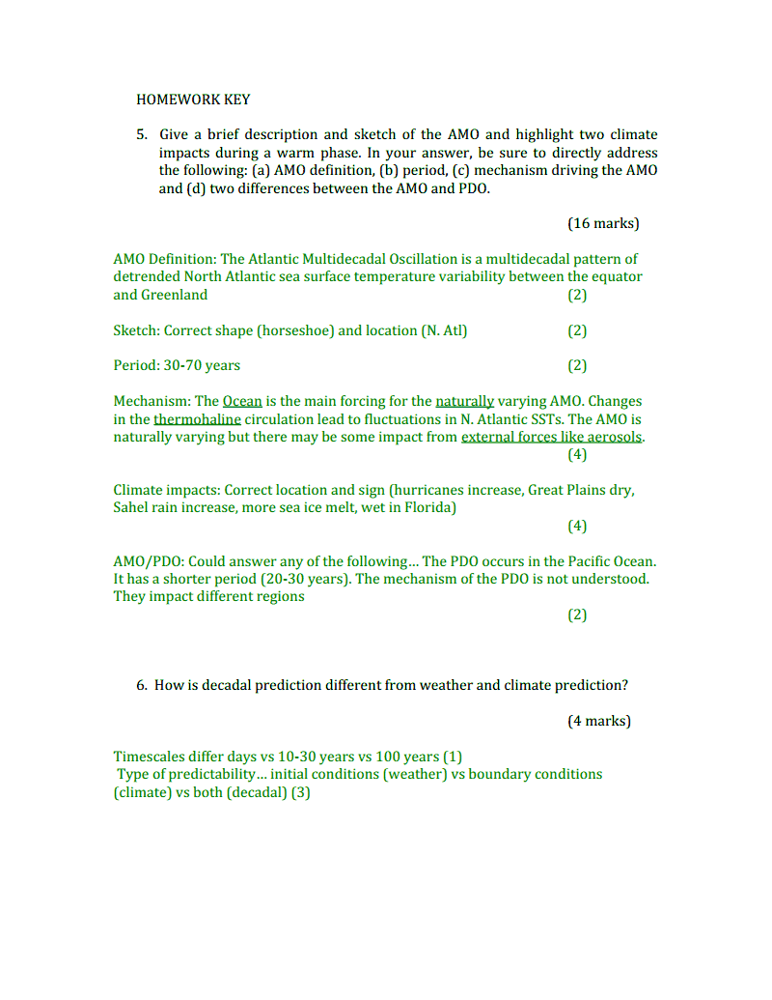 HOMEWORK KEY
5. Give a brief description and sketch of the AMO and highlight two climate
impacts during a warm phase. In your answer, be sure to directly address
the following: (a) AMO definition, (b) period, (c) mechanism driving the AMO
and (d) two differences between the AMO and PDO.
(16 marks)
AMO Definition: The Atlantic Multidecadal Oscillation is a multidecadal pattern of
detrended North Atlantic sea surface temperature variability between the equator
and Greenland (2)
Sketch: Correct shape (horseshoe) and location (N. Atl) (2)
Period: 30-70 years (2)
Mechanism: The Ocean is the main forcing for the naturally varying AMO. Changes
in the thermohaline circulation lead to fluctuations in N. Atlantic SSTs. The AMO is
naturally varying but there may be some impact from external forces like aerosols.
(4)
Climate impacts: Correct location and sign (hurricanes increase, Great Plains dry,
Sahel rain increase, more sea ice melt, wet in Florida)
(4)
AMO/PDO: Could answer any of the following... The PDO occurs in the Pacific Ocean.
It has a shorter period (20-30 years). The mechanism of the PDO is not understood.
They impact different regions
(2)
6. How is decadal prediction different from weather and climate prediction?
(4 marks)
Timescales differ days vs 10-30 years vs 100 years (1)
Type of predictability... initial conditions (weather) vs boundary conditions
(climate) vs both (decadal) (3)